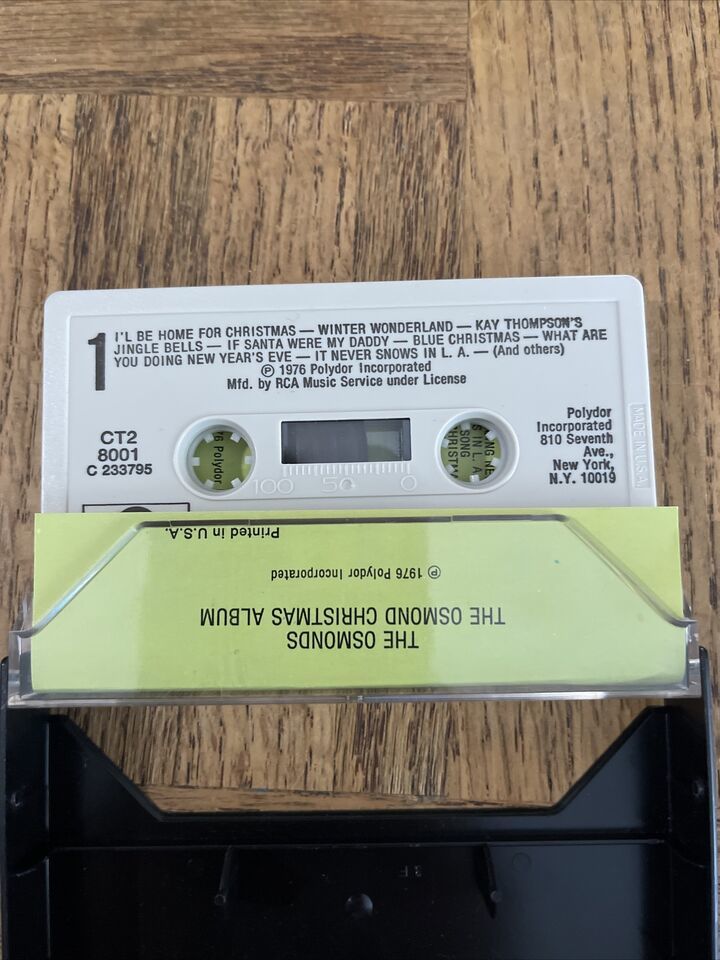 1
I'L BE HOME FOR CHRISTMAS — WINTER WONDERLAND — KAY THOMPSON'S
JINGLE BELLS — IF SANTA WERE MY DADDY — BLUE CHRISTMAS — WHAT ARE
YOU DOING NEW YEAR'S EVE — IT NEVER SNOWS IN L. A. — (And others)
℗ 1976 Polydor Incorporated
Mfd. by RCA Music Service under License
CT2
8001
C 233795
Polydor
Incorporated
810 Seventh
Ave.,
New York,
N.Y. 10019
MADE IN U.S.A.
76 Polydor
IN L. A
SONG
100 50 0
THE OSMONDS
THE OSMOND CHRISTMAS ALBUM
℗ 1976 Polydor Incorporated
Printed in U.S.A.